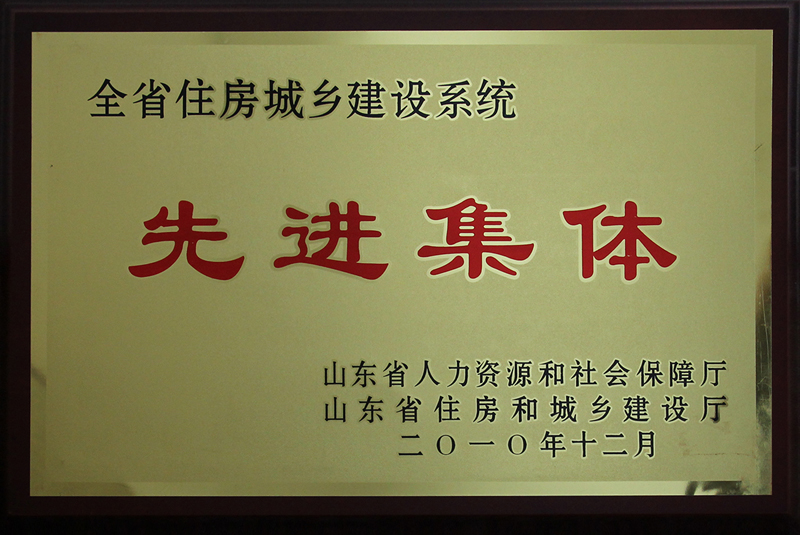 全省住房城乡建设系统
先进集体
山东省人力资源和社会保障厅
山东省住房和城乡建设厅
二〇一〇年十二月